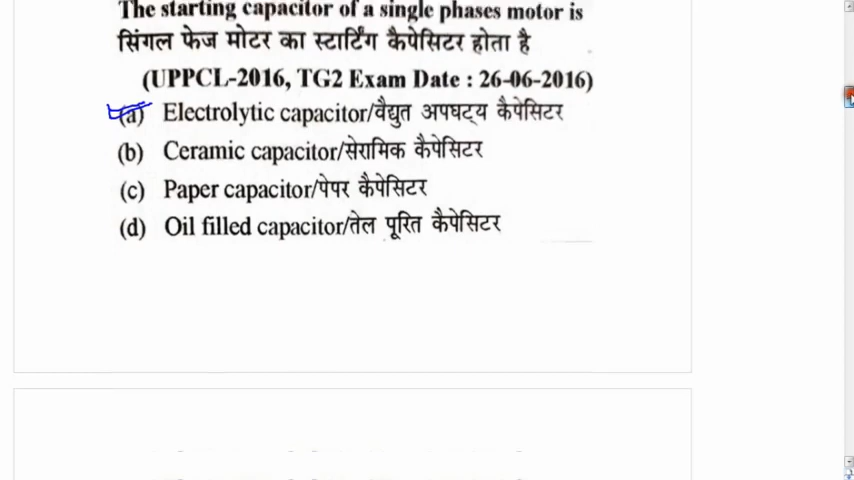 The starting capacitor of a single phases motor is
सिंगल फेज मोटर का स्टार्टिंग कैपेसिटर होता है
(UPPCL-2016, TG2 Exam Date : 26-06-2016)
(a) Electrolytic capacitor/वैद्युत अपघट्य कैपेसिटर
(b) Ceramic capacitor/सेरामिक कैपेसिटर
(c) Paper capacitor/पेपर कैपेसिटर
(d) Oil filled capacitor/तेल पूरित कैपेसिटर